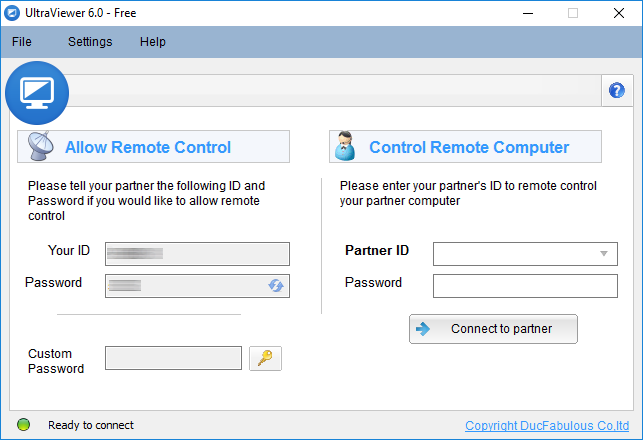 UltraViewer 6.0 - Free
File Settings Help
?
Allow Remote Control
Please tell your partner the following ID and
Password if you would like to allow remote
control
Your ID
Password
Custom
Password
Control Remote Computer
Please enter your partner's ID to remote control
your partner computer
Partner ID
Password
Connect to partner
Ready to connect
Copyright DucFabulous Co,ltd